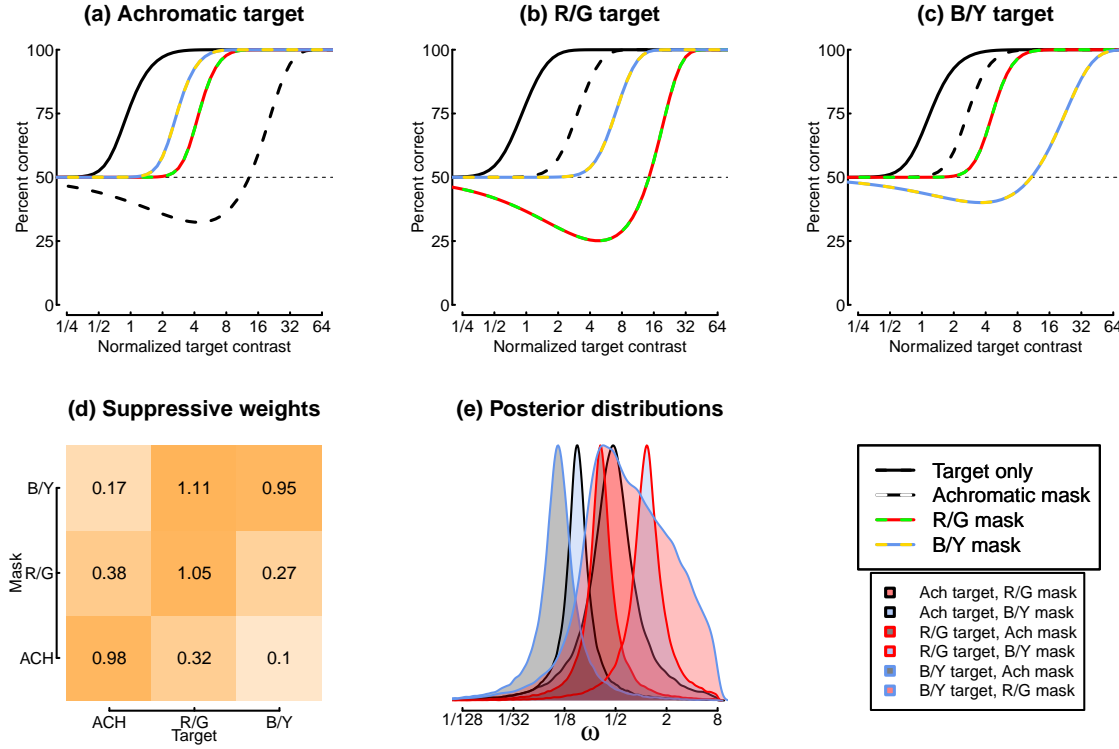 (a) Achromatic target
(b) R/G target
(c) B/Y target
100
75
50
25
0
Percent correct
1/4 1/2 1 2 4 8 16 32 64
Normalized target contrast
100
75
50
25
0
Percent correct
1/4 1/2 1 2 4 8 16 32 64
Normalized target contrast
100
75
50
25
0
Percent correct
1/4 1/2 1 2 4 8 16 32 64
Normalized target contrast
(d) Suppressive weights
B/Y 0.17 1.11 0.95
R/G 0.38 1.05 0.27
ACH 0.98 0.32 0.1
Mask
ACH R/G B/Y
Target
(e) Posterior distributions
1/128 1/32 1/8 1/2 2 8
ω
Target only
Achromatic mask
R/G mask
B/Y mask
Ach target, R/G mask
Ach target, B/Y mask
R/G target, Ach mask
R/G target, B/Y mask
B/Y target, Ach mask
B/Y target, R/G mask